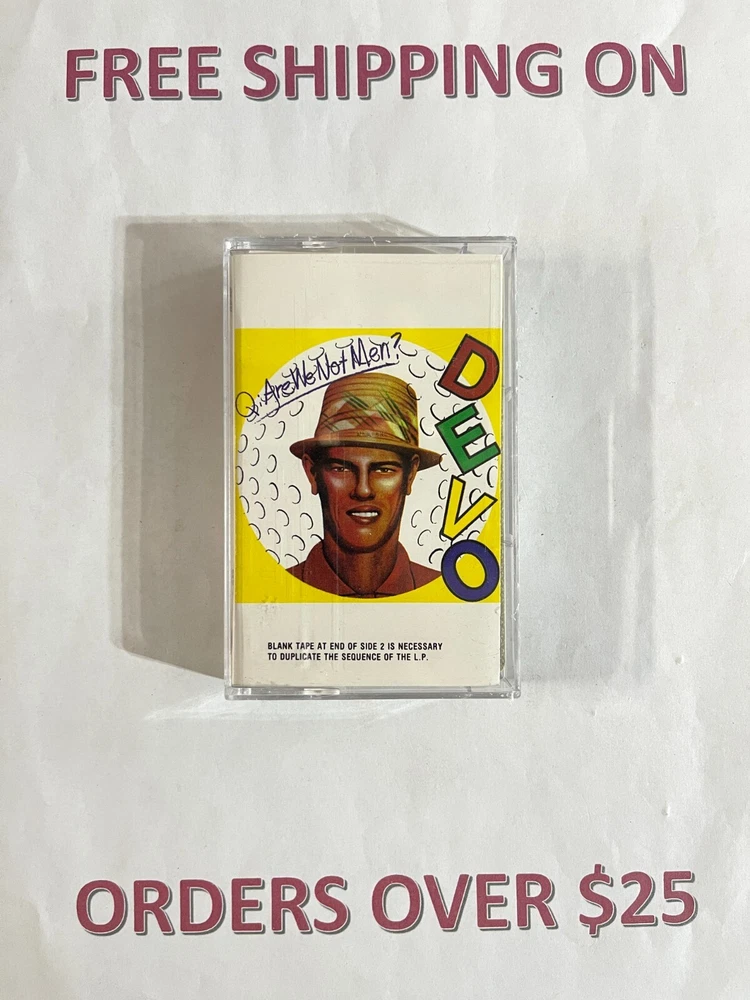 FREE SHIPPING ON
Q: Are We Not Men?
DEVO
BLANK TAPE AT END OF SIDE 2 IS NECESSARY
TO DUPLICATE THE SEQUENCE OF THE L.P.
ORDERS OVER $25